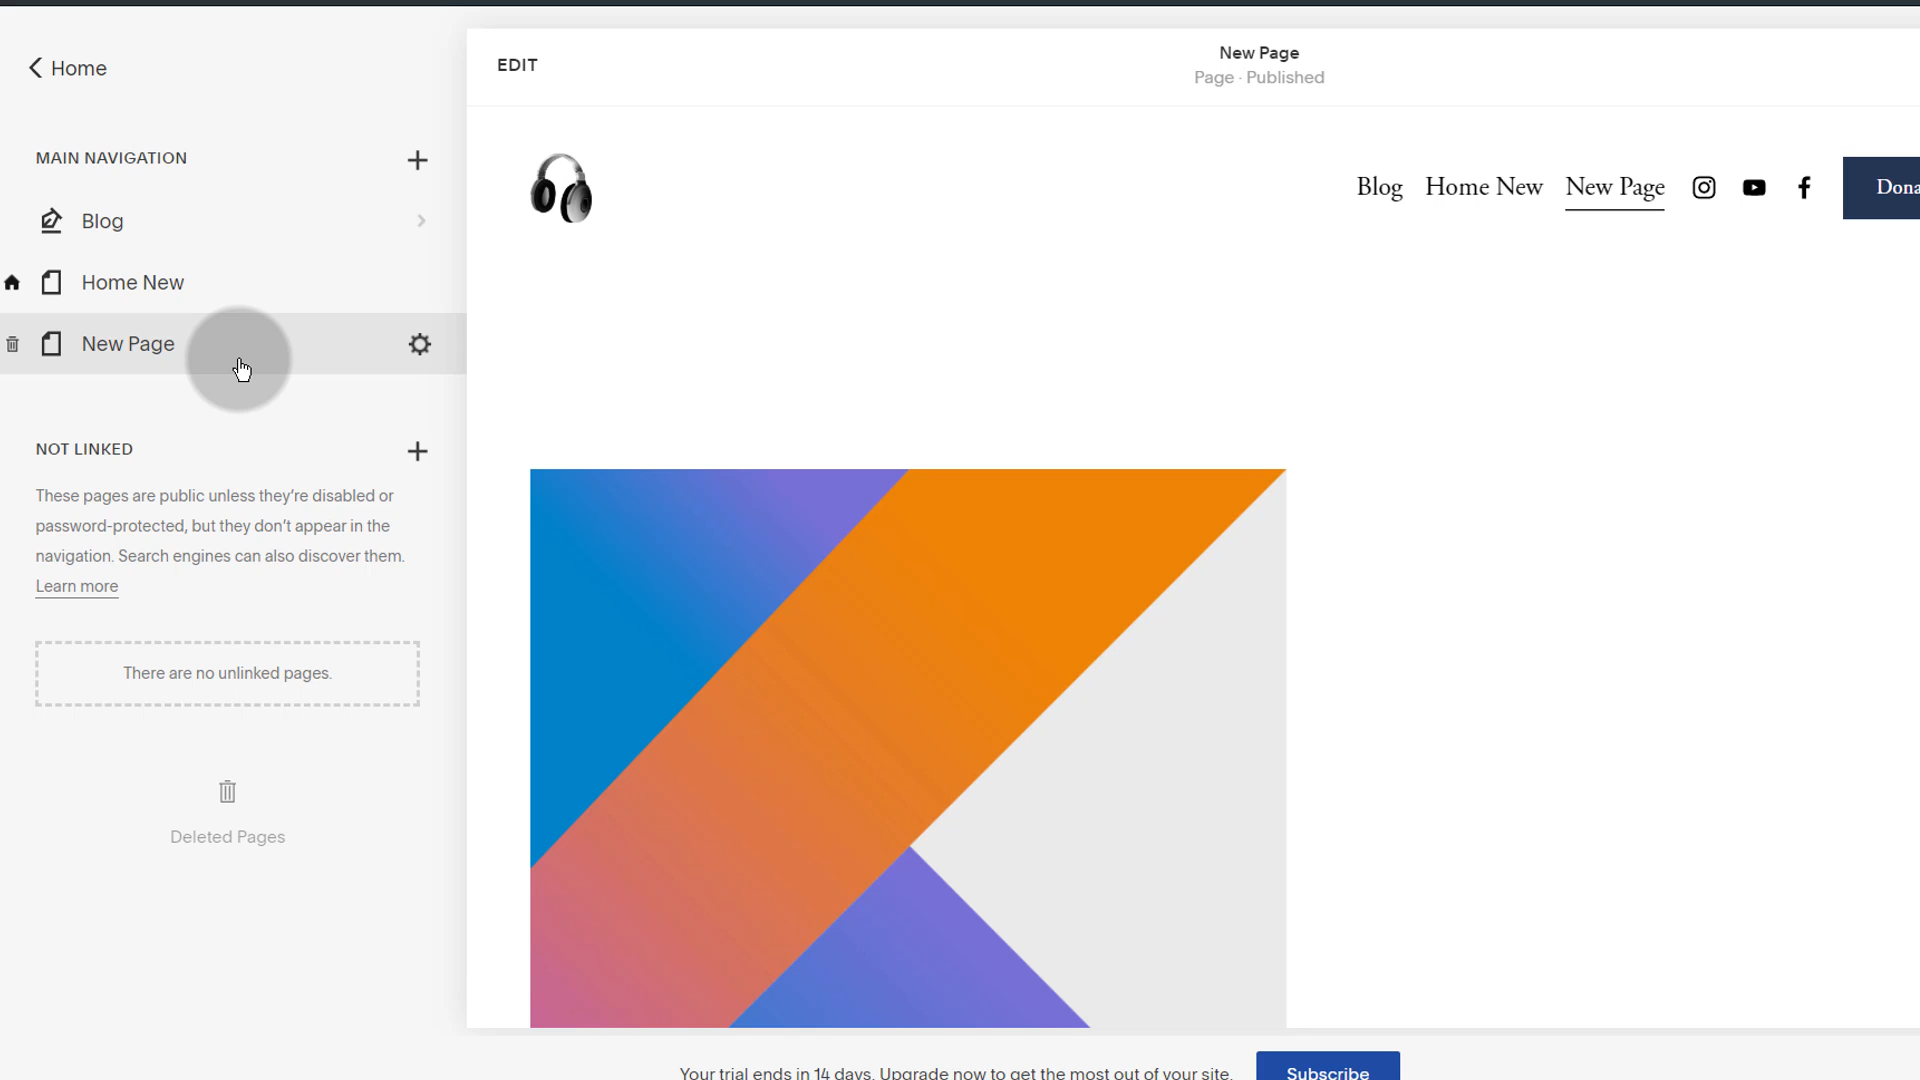 Home
MAIN NAVIGATION
Blog
Home New
New Page
NOT LINKED
These pages are public unless they’re disabled or
password-protected, but they don’t appear in the
navigation. Search engines can also discover them.
Learn more
There are no unlinked pages.
Deleted Pages
EDIT
New Page
Page · Published
Blog Home New New Page Dona
Your trial ends in 14 days. Upgrade now to get the most out of your site. Subscribe